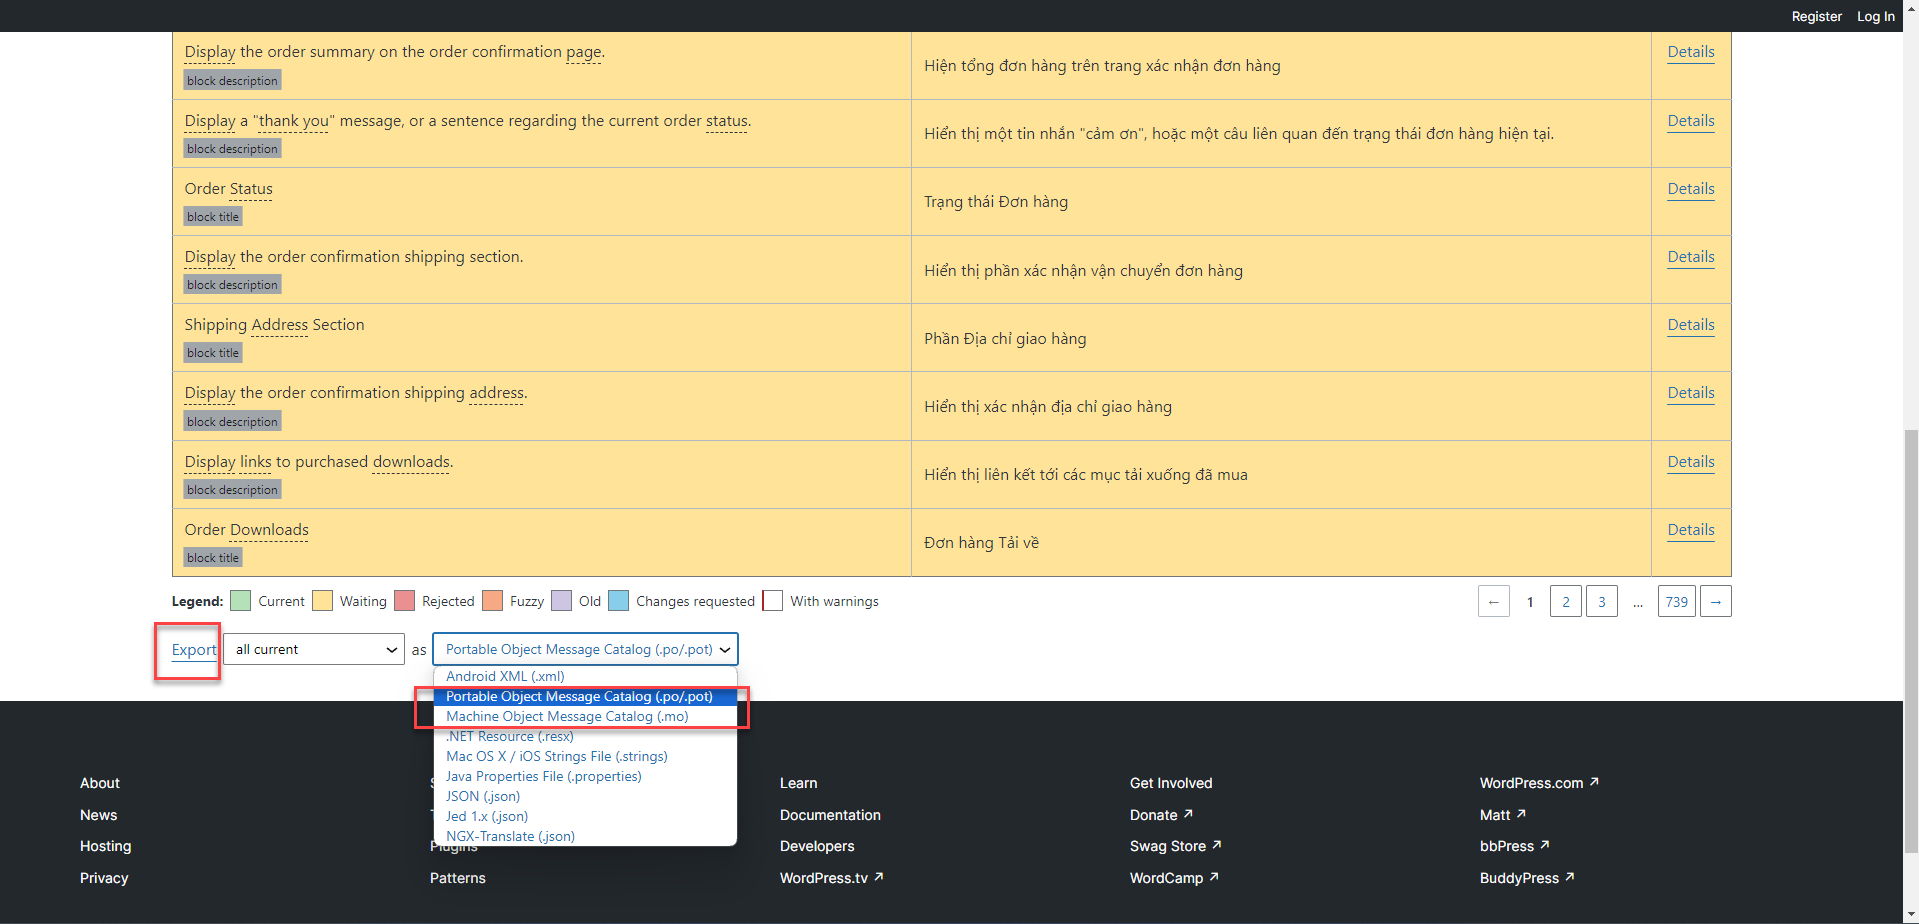 Register Log In
Display the order summary on the order confirmation page.
block description
Hiện tổng đơn hàng trên trang xác nhận đơn hàng
Details
Display a "thank you" message, or a sentence regarding the current order status.
block description
Hiển thị một tin nhắn "cảm ơn", hoặc một câu liên quan đến trạng thái đơn hàng hiện tại.
Details
Order Status
block title
Trạng thái Đơn hàng
Details
Display the order confirmation shipping section.
block description
Hiển thị phần xác nhận vận chuyển đơn hàng
Details
Shipping Address Section
block title
Phần Địa chỉ giao hàng
Details
Display the order confirmation shipping address.
block description
Hiển thị xác nhận địa chỉ giao hàng
Details
Display links to purchased downloads.
block description
Hiển thị liên kết tới các mục tải xuống đã mua
Details
Order Downloads
block title
Đơn hàng Tải về
Details
Legend: Current Waiting Rejected Fuzzy Old Changes requested With warnings
← 1 2 3 ... 739 →
Export all current as Portable Object Message Catalog (.po/.pot)
Android XML (.xml)
Portable Object Message Catalog (.po/.pot)
Machine Object Message Catalog (.mo)
.NET Resource (.resx)
Mac OS X / iOS Strings File (.strings)
Java Properties File (.properties)
JSON (.json)
Jed 1.x (.json)
NGX-Translate (.json)
About
News
Hosting
Privacy
Plugins
Patterns
Learn
Documentation
Developers
WordPress.tv ↗
Get Involved
Donate ↗
Swag Store ↗
WordCamp ↗
WordPress.com ↗
Matt ↗
bbPress ↗
BuddyPress ↗